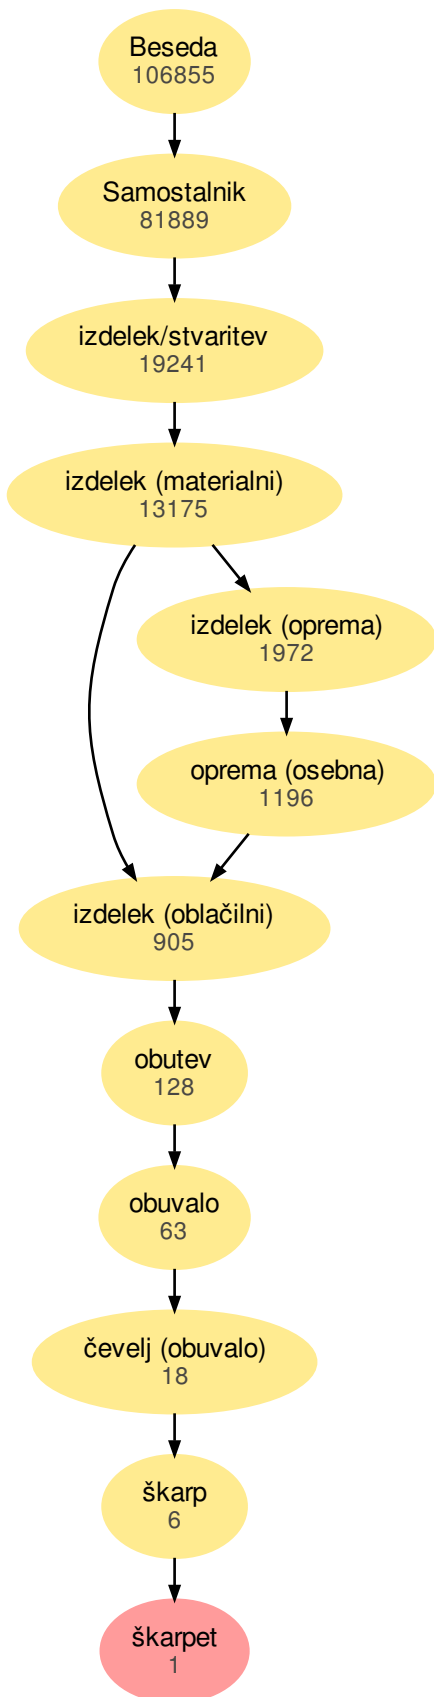 Beseda
106855
Samostalnik
81889
izdelek/stvaritev
19241
izdelek (materialni)
13175
izdelek (oprema)
1972
oprema (osebna)
1196
izdelek (oblačilni)
905
obutev
128
obuvalo
63
čevelj (obuvalo)
18
škarp
6
škarpet
1